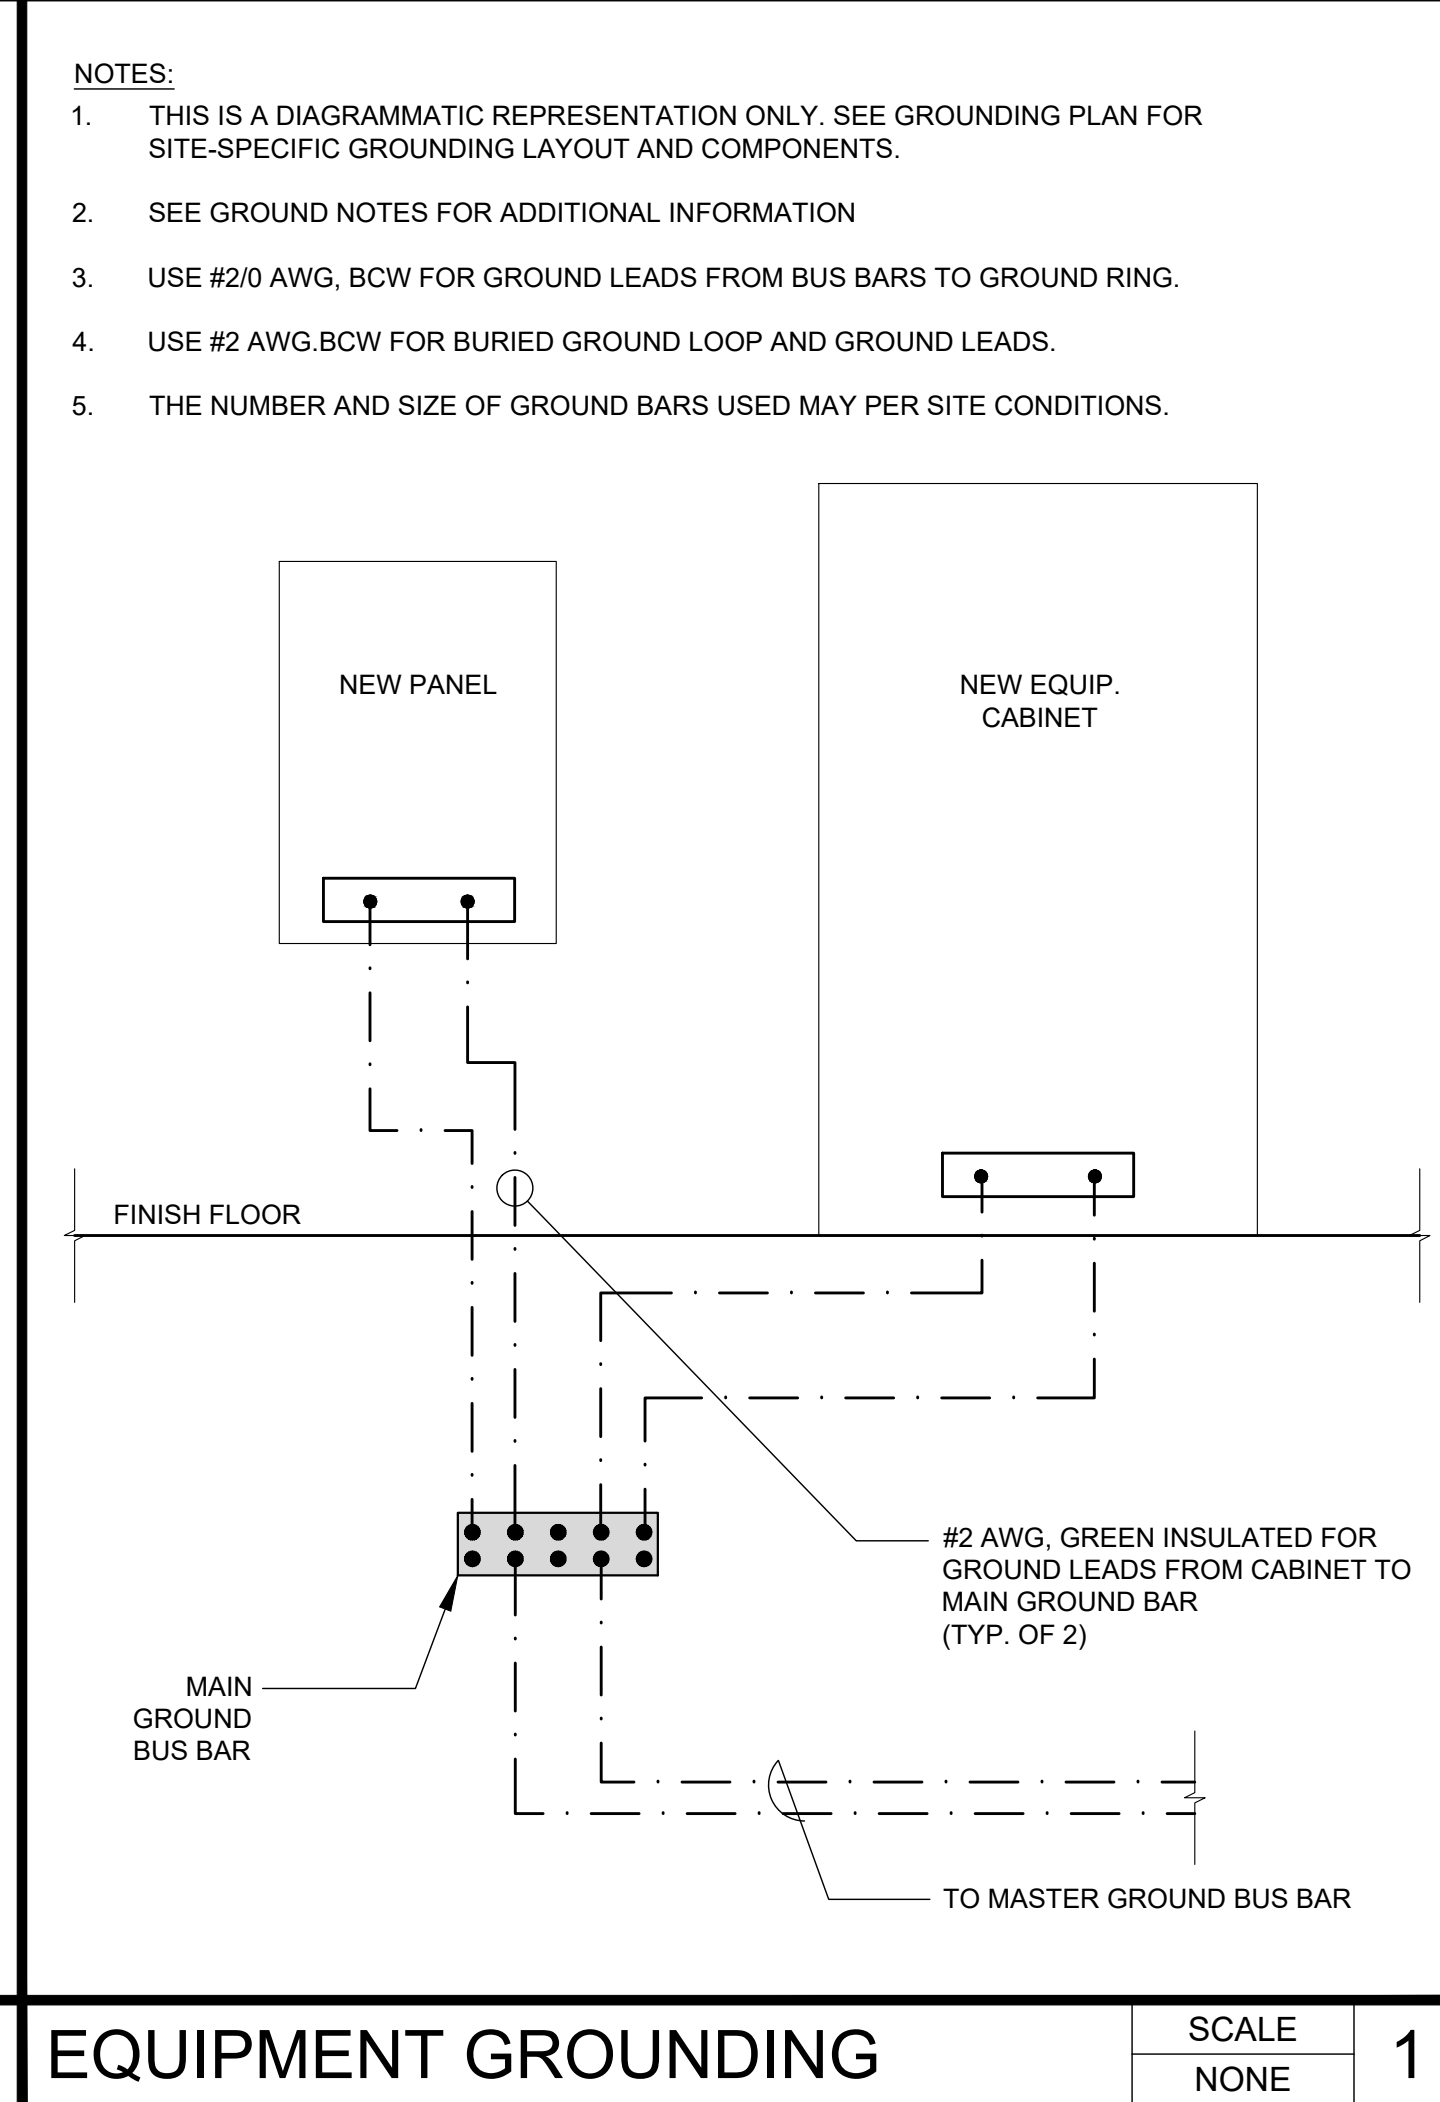 NOTES:
1. THIS IS A DIAGRAMMATIC REPRESENTATION ONLY. SEE GROUNDING PLAN FOR
SITE-SPECIFIC GROUNDING LAYOUT AND COMPONENTS.
2. SEE GROUND NOTES FOR ADDITIONAL INFORMATION
3. USE #2/0 AWG, BCW FOR GROUND LEADS FROM BUS BARS TO GROUND RING.
4. USE #2 AWG.BCW FOR BURIED GROUND LOOP AND GROUND LEADS.
5. THE NUMBER AND SIZE OF GROUND BARS USED MAY PER SITE CONDITIONS.
NEW PANEL
NEW EQUIP.
CABINET
FINISH FLOOR
#2 AWG, GREEN INSULATED FOR
GROUND LEADS FROM CABINET TO
MAIN GROUND BAR
(TYP. OF 2)
MAIN
GROUND
BUS BAR
TO MASTER GROUND BUS BAR
EQUIPMENT GROUNDING
SCALE
NONE
1